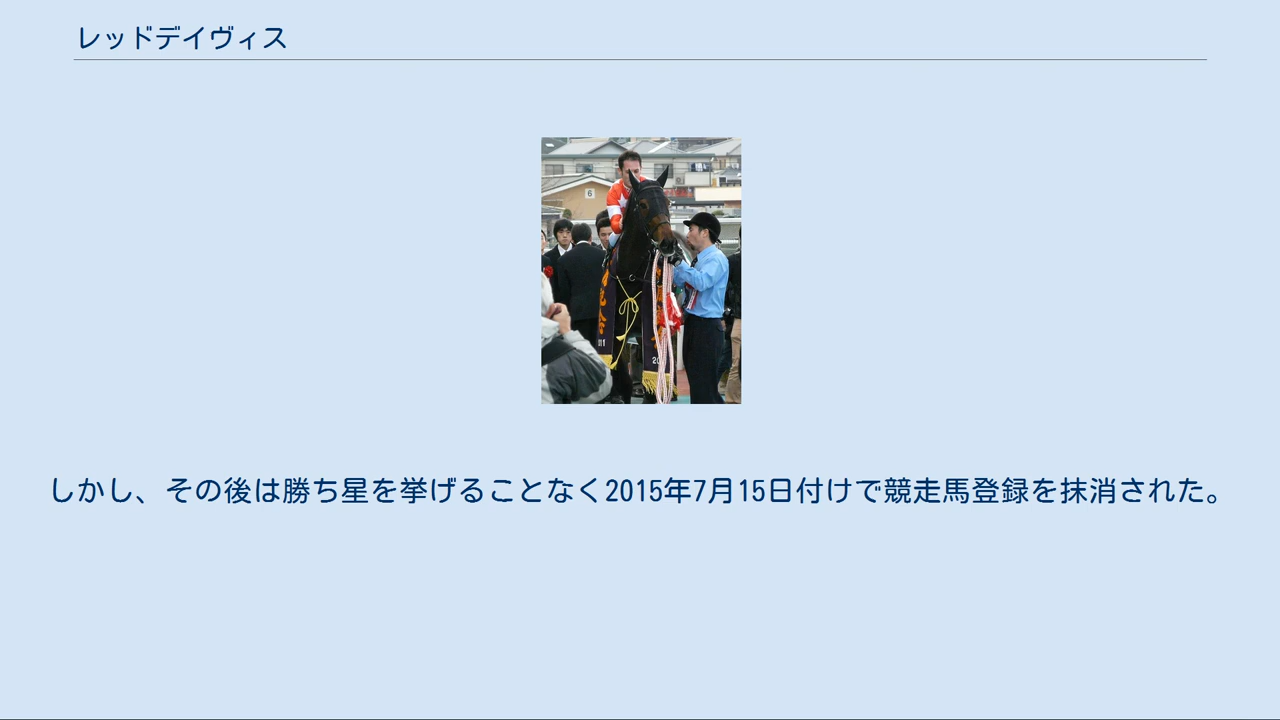 レッドデイヴィス
6
しかし、その後は勝ち星を挙げることなく2015年7月15日付けで競走馬登録を抹消された。